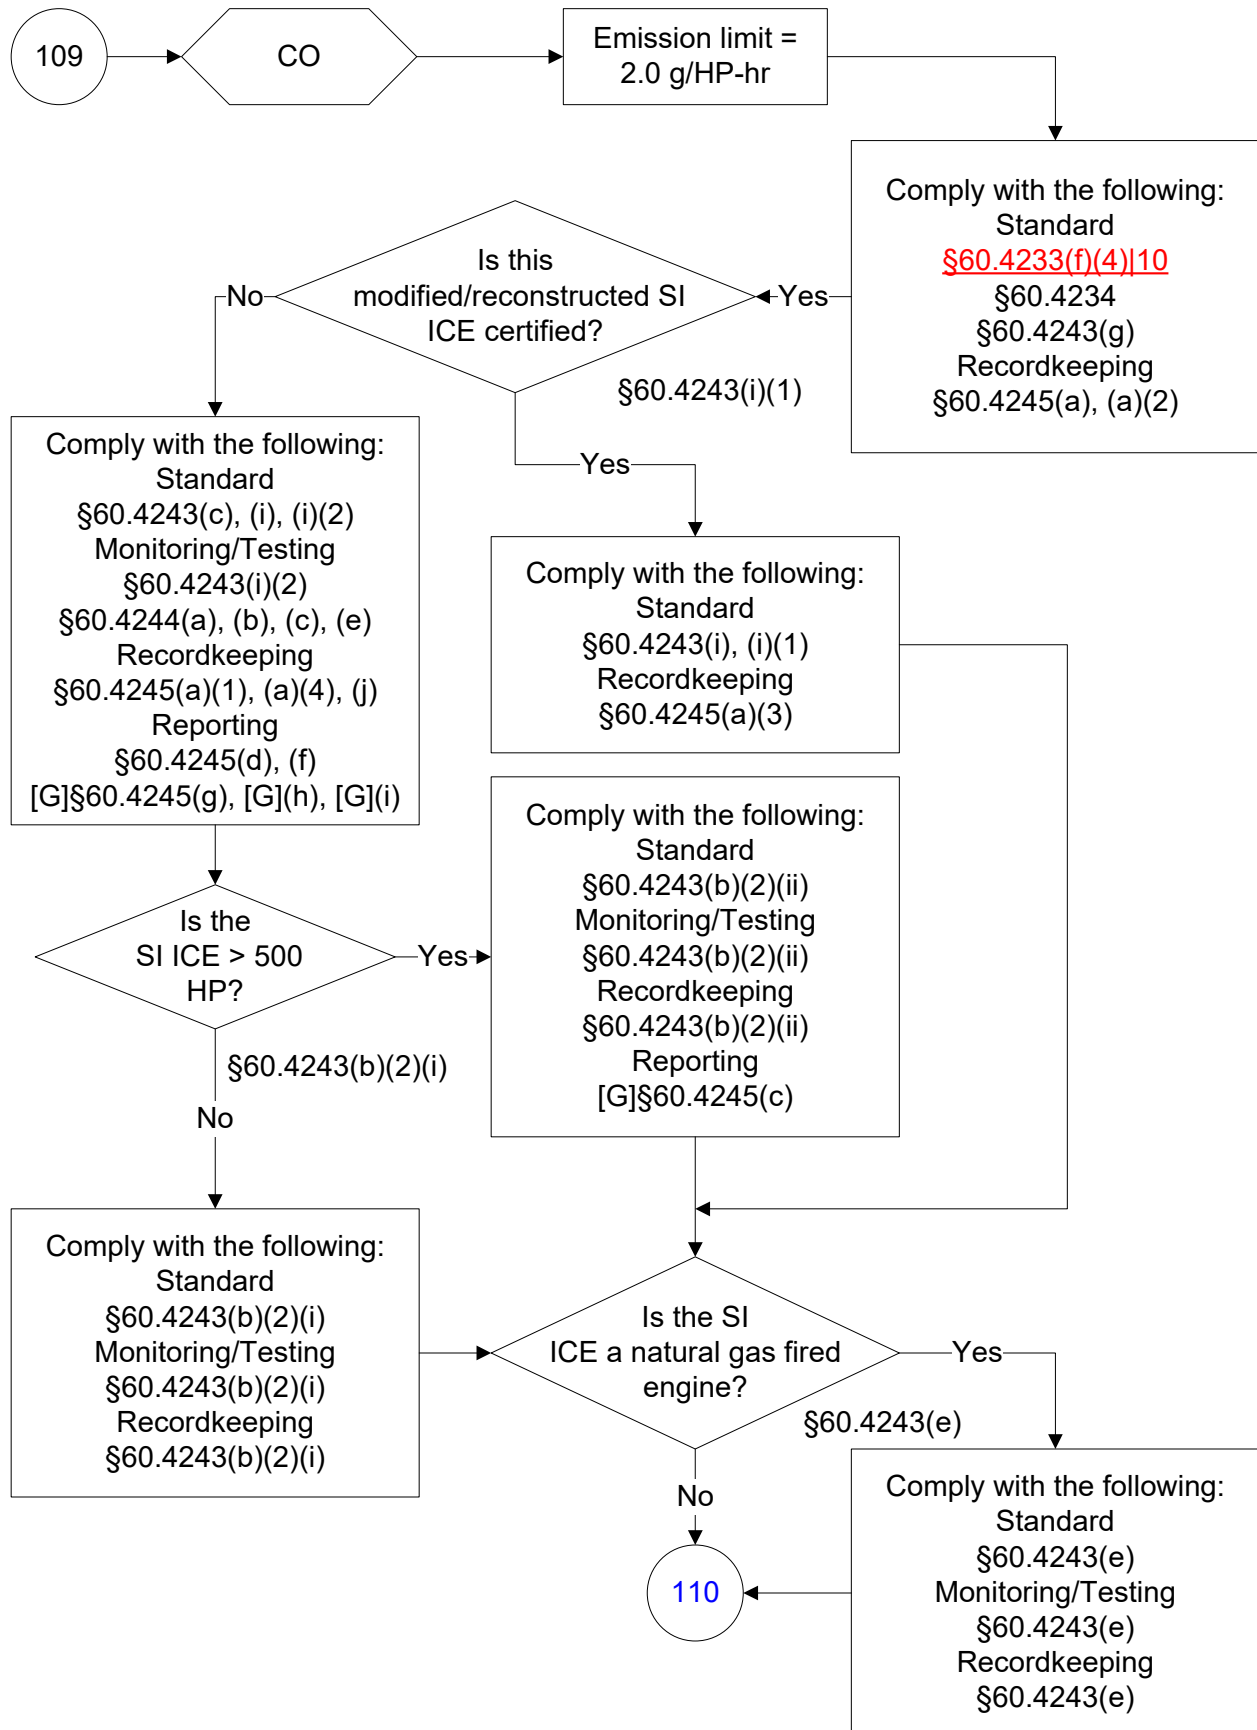 109
CO
Emission limit =
2.0 g/HP-hr
Comply with the following:
Standard
§60.4233(f)(4)|10
§60.4234
§60.4243(g)
Recordkeeping
§60.4245(a), (a)(2)
Yes
Is this
modified/reconstructed SI
ICE certified?
§60.4243(i)(1)
No
Yes
Comply with the following:
Standard
§60.4243(c), (i), (i)(2)
Monitoring/Testing
§60.4243(i)(2)
§60.4244(a), (b), (c), (e)
Recordkeeping
§60.4245(a)(1), (a)(4), (j)
Reporting
§60.4245(d), (f)
[G]§60.4245(g), [G](h), [G](i)
Comply with the following:
Standard
§60.4243(i), (i)(1)
Recordkeeping
§60.4245(a)(3)
Is the
SI ICE > 500
HP?
Yes
§60.4243(b)(2)(i)
No
Comply with the following:
Standard
§60.4243(b)(2)(ii)
Monitoring/Testing
§60.4243(b)(2)(ii)
Recordkeeping
§60.4243(b)(2)(ii)
Reporting
[G]§60.4245(c)
Comply with the following:
Standard
§60.4243(b)(2)(i)
Monitoring/Testing
§60.4243(b)(2)(i)
Recordkeeping
§60.4243(b)(2)(i)
Is the SI
ICE a natural gas fired
engine?
Yes
§60.4243(e)
No
Comply with the following:
Standard
§60.4243(e)
Monitoring/Testing
§60.4243(e)
Recordkeeping
§60.4243(e)
110